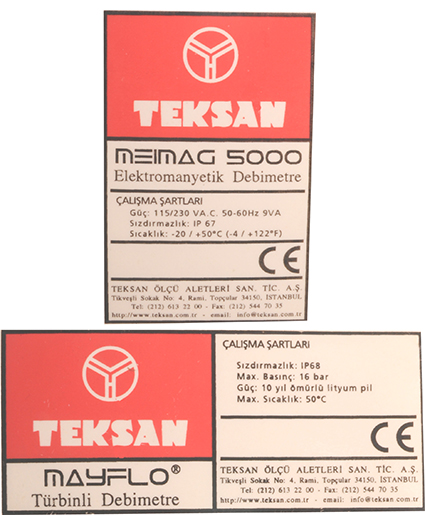 TEKSAN
MEIMAG 5000
Elektromanyetik Debimetre
ÇALIŞMA ŞARTLARI
Güç: 115/230 VA.C. 50-60Hz 9VA
Sızdırmazlık: IP 67
Sıcaklık: -20 / +50°C (-4 / +122°F)
CE
TEKSAN ÖLÇÜ ALETLERİ SAN. TİC. A.Ş.
Tikveşli Sokak No: 4, Rami, Topçular 34150, İSTANBUL
Tel: (212) 613 22 00 - Fax: (212) 544 70 35
http://www.teksan.com.tr - email: info@teksan.com.tr
TEKSAN
MAYFLO®
Türbinli Debimetre
ÇALIŞMA ŞARTLARI
Sızdırmazlık: IP68
Max. Basınç: 16 bar
Güç: 10 yıl ömürlü lityum pil
Max. Sıcaklık: 50°C
CE
TEKSAN ÖLÇÜ ALETLERİ SAN. TİC. A.Ş.
Tikveşli Sokak No: 4, Rami, Topçular 34150, İSTANBUL
Tel: (212) 613 22 00 - Fax: (212) 544 70 35
http://www.teksan.com.tr - email: info@teksan.com.tr